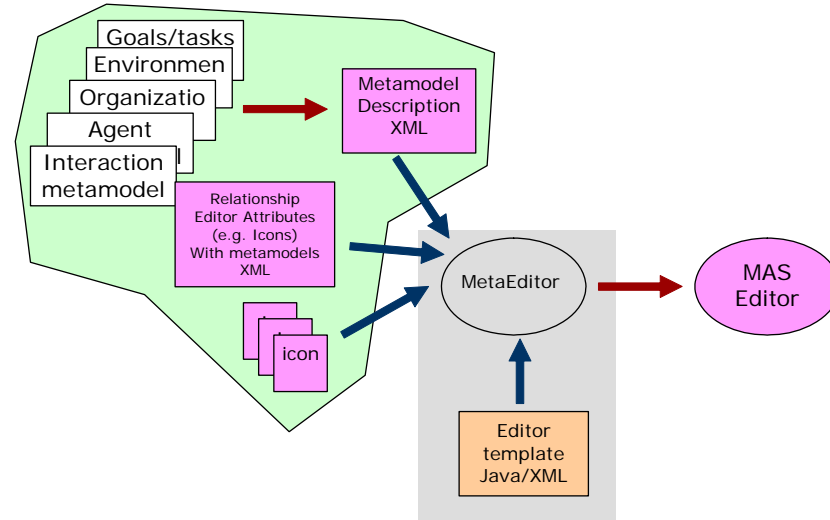 Goals/tasks
Environmen
Organizatio
Agent
Interaction
metamodel
Metamodel
Description
XML
Relationship
Editor Attributes
(e.g. Icons)
With metamodels
XML
icon
MetaEditor
MAS
Editor
Editor
template
Java/XML